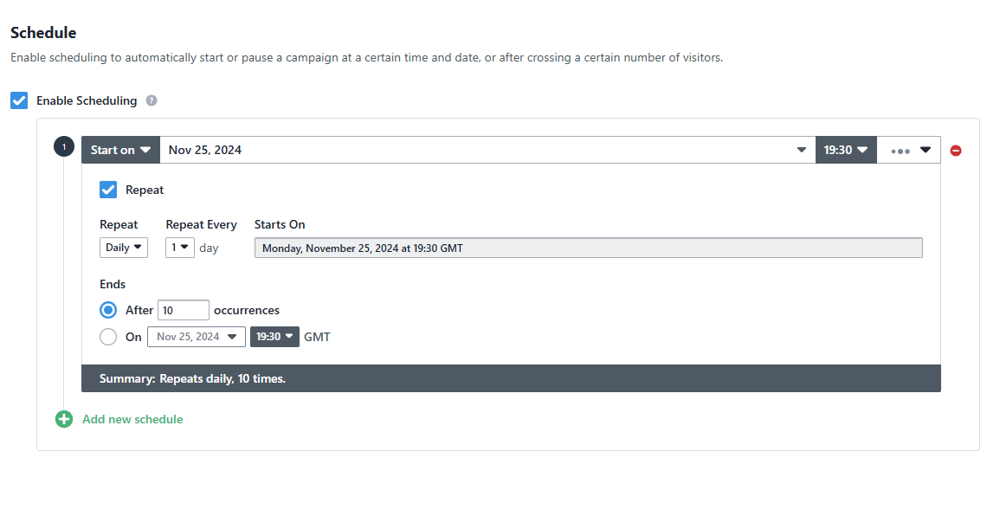 Schedule
Enable scheduling to automatically start or pause a campaign at a certain time and date, or after crossing a certain number of visitors.
Enable Scheduling ?
1 Start on Nov 25, 2024 19:30 •••
Repeat
Repeat Repeat Every Starts On
Daily 1 day Monday, November 25, 2024 at 19:30 GMT
Ends
After 10 occurrences
On Nov 25, 2024 19:30 GMT
Summary: Repeats daily, 10 times.
Add new schedule